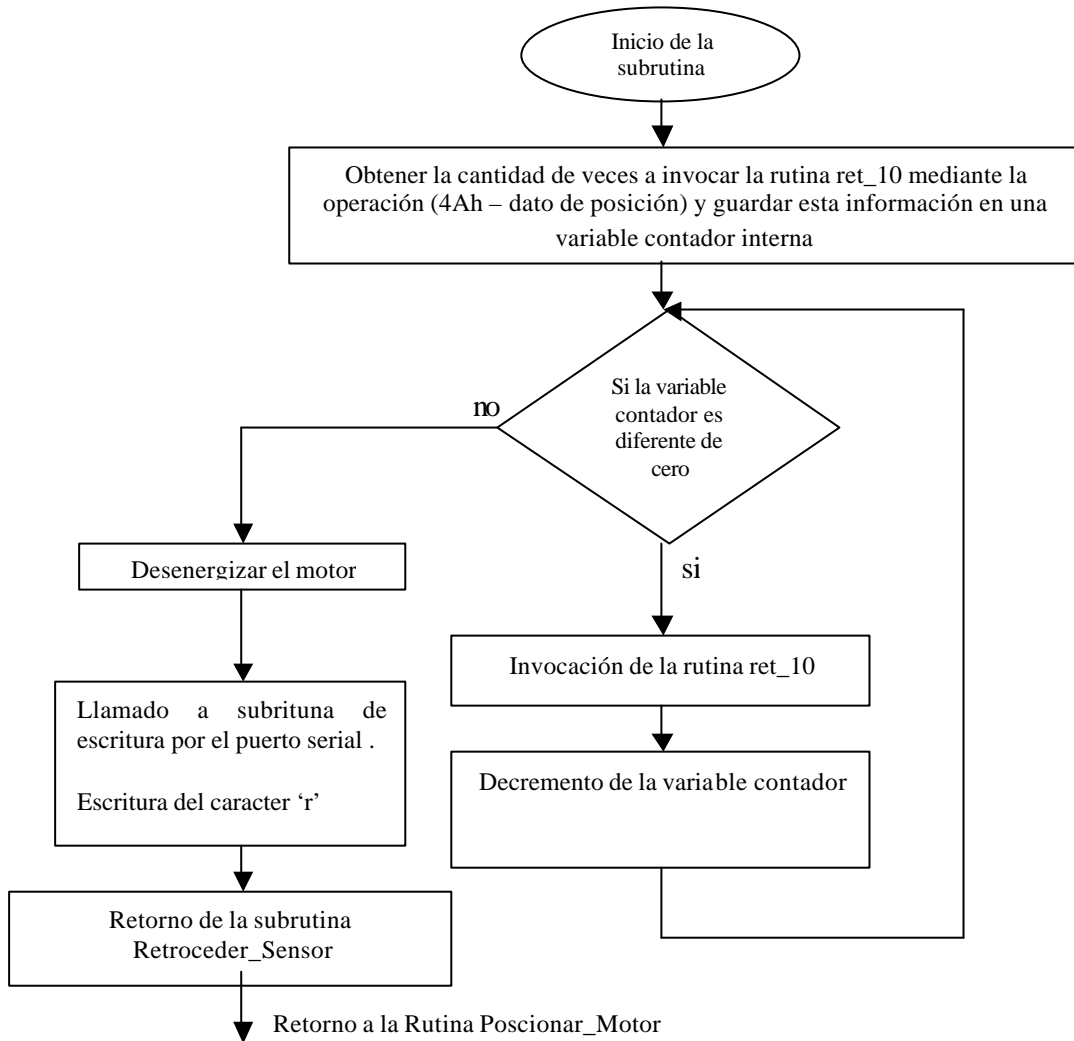 Inicio de la
subrutina
Obtener la cantidad de veces a invocar la rutina ret_10 mediante la
operación (4Ah – dato de posición) y guardar esta información en una
variable contador interna
Si la variable
contador es
diferente de
cero
no
si
Desenergizar el motor
Invocación de la rutina ret_10
Llamado a subrituna de
escritura por el puerto serial .
Escritura del caracter ‘r’
Decremento de la variable contador
Retorno de la subrutina
Retroceder_Sensor
Retorno a la Rutina Poscionar_Motor